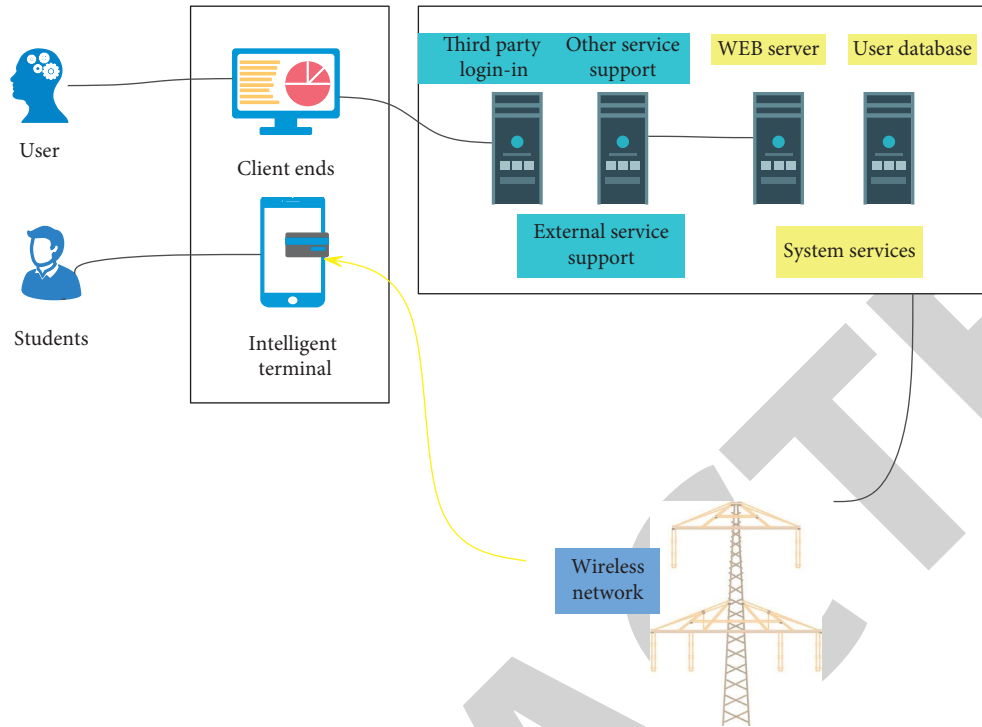 Third party
login-in
Other service
support
WEB server
User database
User
Client ends
External service
support
System services
Students
Intelligent
terminal
Wireless
network